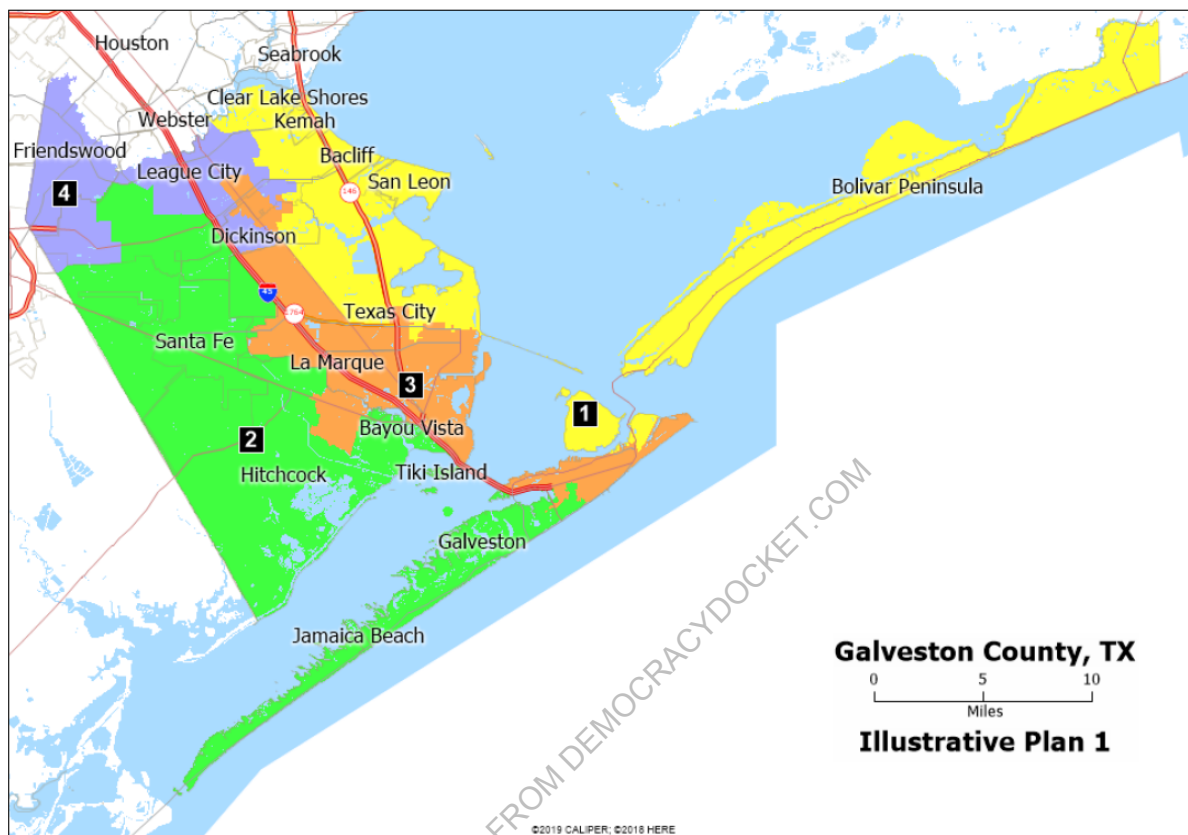 Houston
Seabrook
Clear Lake Shores
Kemah
Webster
Friendswood
Bacliff
League City
San Leon
4
146
Bolivar Peninsula
Dickinson
45
Texas City
Santa Fe
La Marque
3
1
Bayou Vista
2
Hitchcock
Tiki Island
Galveston
Jamaica Beach
Galveston County, TX
0 5 10
Miles
Illustrative Plan 1
FROM DEMOCRACYDOCKET.COM
©2019 CALIPER; ©2018 HERE